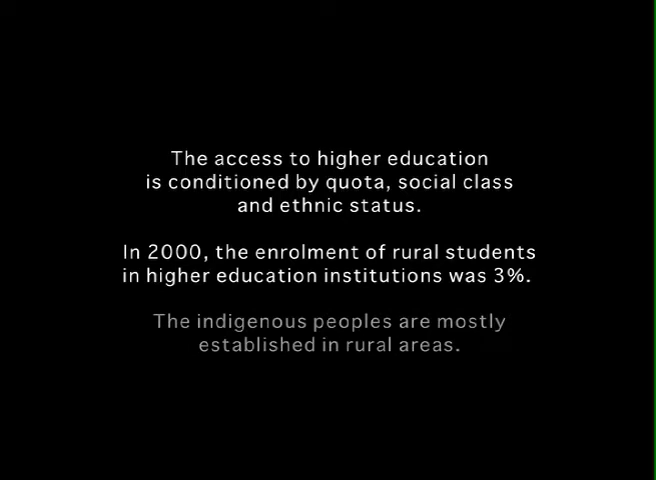 The access to higher education
is conditioned by quota, social class
and ethnic status.
In 2000, the enrolment of rural students
in higher education institutions was 3%.
The indigenous peoples are mostly
established in rural areas.